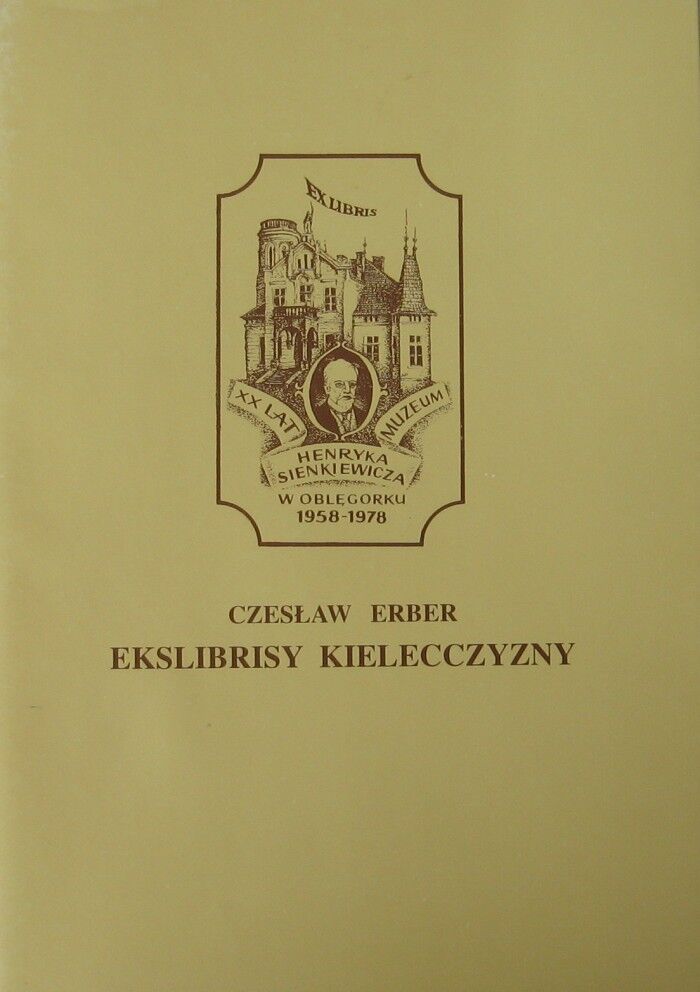 EX LIBRIS
XX LAT
MUZEUM
HENRYKA
SIENKIEWICZA
W OBLĘGORKU
1958-1978
CZESŁAW ERBER
EKSLIBRISY KIELECCZYZNY